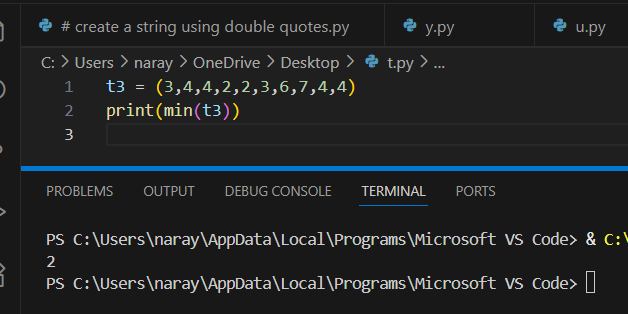 # create a string using double quotes.py y.py u.py
C: > Users > naray > OneDrive > Desktop > t.py > ...
1 t3 = (3,4,4,2,2,3,6,7,4,4)
2 print(min(t3))
3
PROBLEMS OUTPUT DEBUG CONSOLE TERMINAL PORTS
PS C:\Users\naray\AppData\Local\Programs\Microsoft VS Code> & C:\
2
PS C:\Users\naray\AppData\Local\Programs\Microsoft VS Code>